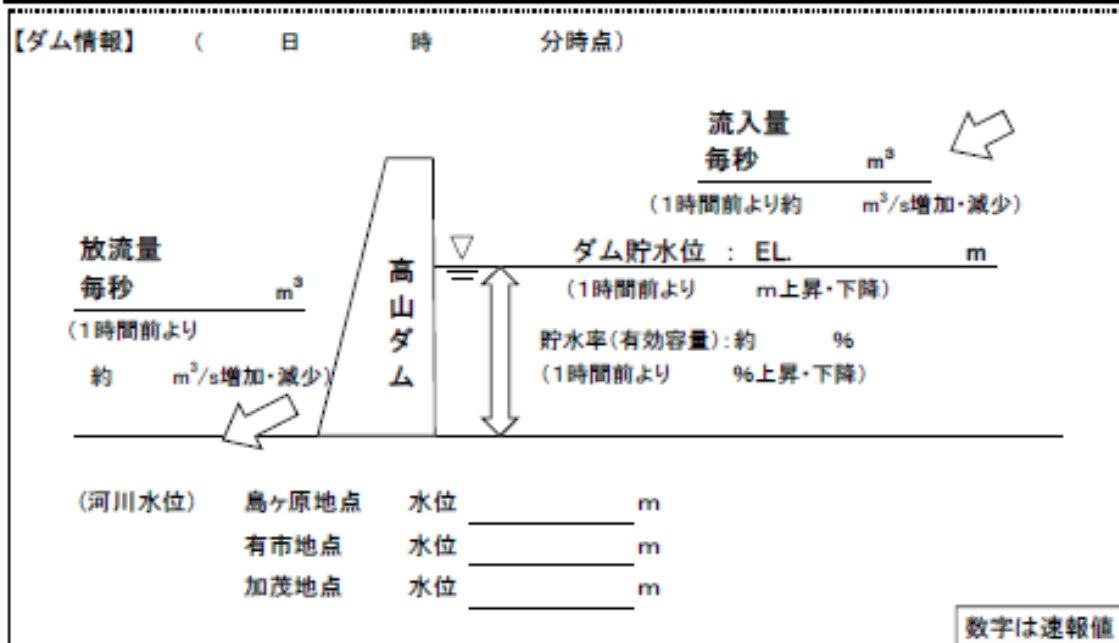 【ダム情報】 ( 日 時 分時点)
流入量
毎秒 m³
(1時間前より約 m³/s増加・減少)
放流量
毎秒 m³
(1時間前より
約 m³/s増加・減少)
高山ダム
▽ ダム貯水位 : EL. m
(1時間前より m上昇・下降)
貯水率(有効容量):約 %
(1時間前より %上昇・下降)
(河川水位) 島ヶ原地点 水位 m
有市地点 水位 m
加茂地点 水位 m
数字は速報値